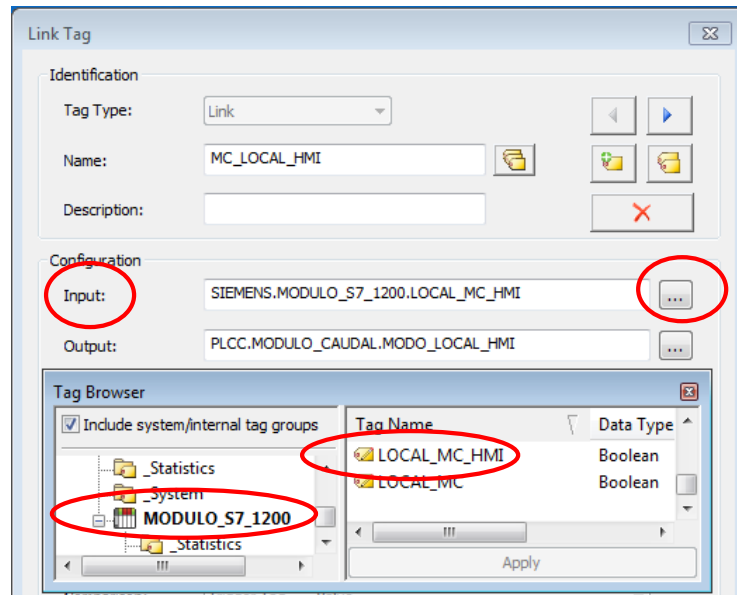 Link Tag
Identification
Tag Type:
Link
Name:
MC_LOCAL_HMI
Description:
Configuration
Input:
SIEMENS.MODULO_S7_1200.LOCAL_MC_HMI
...
Output:
PLCC.MODULO_CAUDAL.MODO_LOCAL_HMI
...
Tag Browser
Include system/internal tag groups
_Statistics
_System
MODULO_S7_1200
_Statistics
Tag Name
Data Type
LOCAL_MC_HMI
Boolean
LOCAL_MC
Boolean
Apply